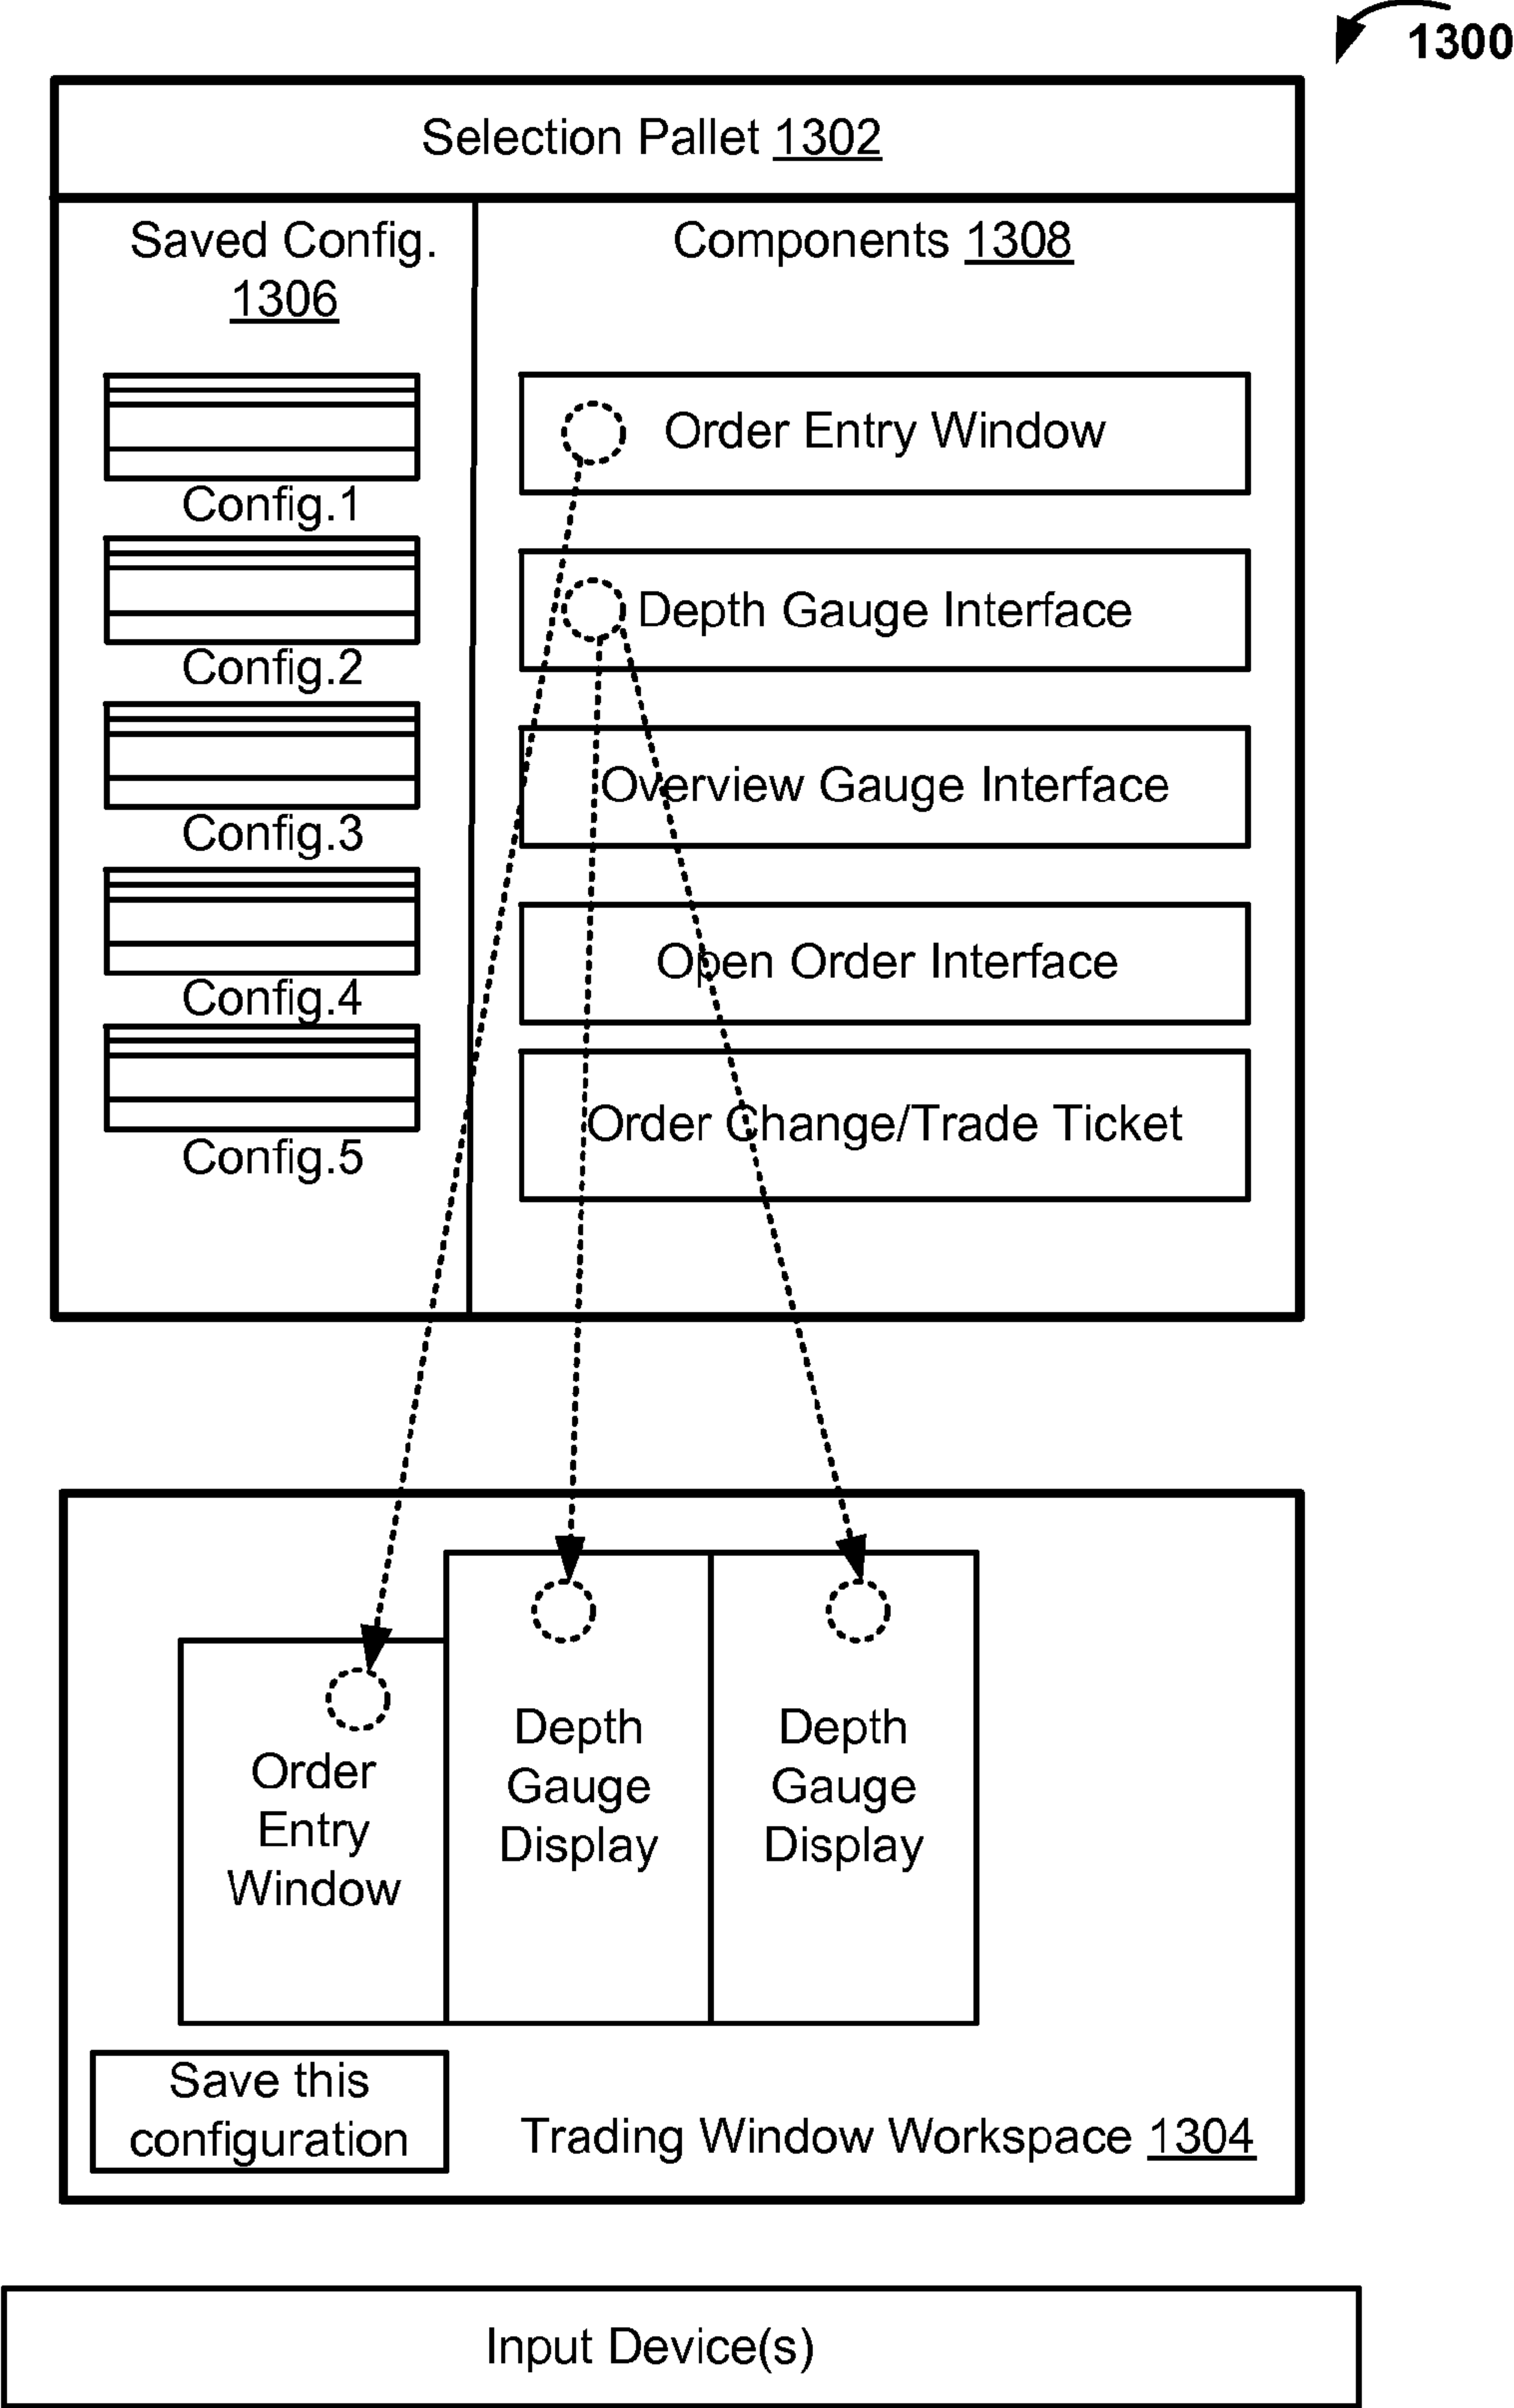 1300
Selection Pallet 1302
Saved Config.
1306
Components 1308
Config.1
Config.2
Config.3
Config.4
Config.5
Order Entry Window
Depth Gauge Interface
Overview Gauge Interface
Open Order Interface
Order Change/Trade Ticket
Order
Entry
Window
Depth
Gauge
Display
Depth
Gauge
Display
Save this
configuration
Trading Window Workspace 1304
Input Device(s)